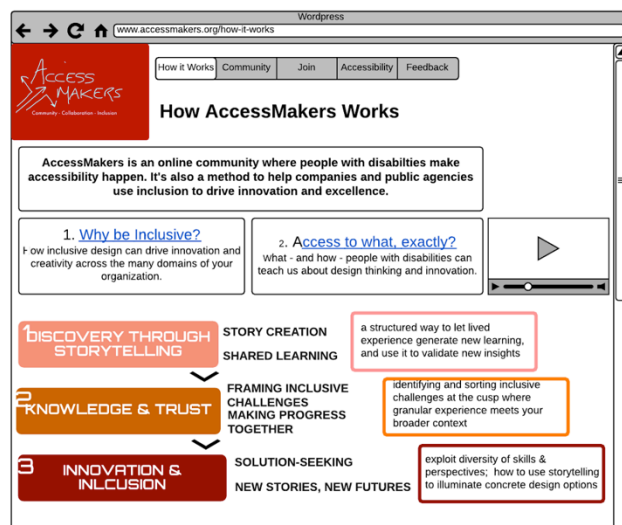 Wordpress
www.accessmakers.org/how-it-works
ACCESS
MAKERS
Community - Collaboration - Inclusion
How it Works
Community
Join
Accessibility
Feedback
How AccessMakers Works
AccessMakers is an online community where people with disabilties make
accessibility happen. It's also a method to help companies and public agencies
use inclusion to drive innovation and excellence.
1. Why be Inclusive?
How inclusive design can drive innovation and
creativity across the many domains of your
organization.
2. Access to what, exactly?
What - and how - people with disabilities can
teach us about design thinking and innovation.
1
DISCOVERY THROUGH
STORYTELLING
STORY CREATION
SHARED LEARNING
a structured way to let lived
experience generate new learning,
and use it to validate new insights
2
KNOWLEDGE & TRUST
FRAMING INCLUSIVE
CHALLENGES
MAKING PROGRESS
TOGETHER
identifying and sorting inclusive
challenges at the cusp where
granular experience meets your
broader context
3
INNOVATION &
INLCUSION
SOLUTION-SEEKING
NEW STORIES, NEW FUTURES
exploit diversity of skills &
perspectives; how to use storytelling
to illuminate concrete design options